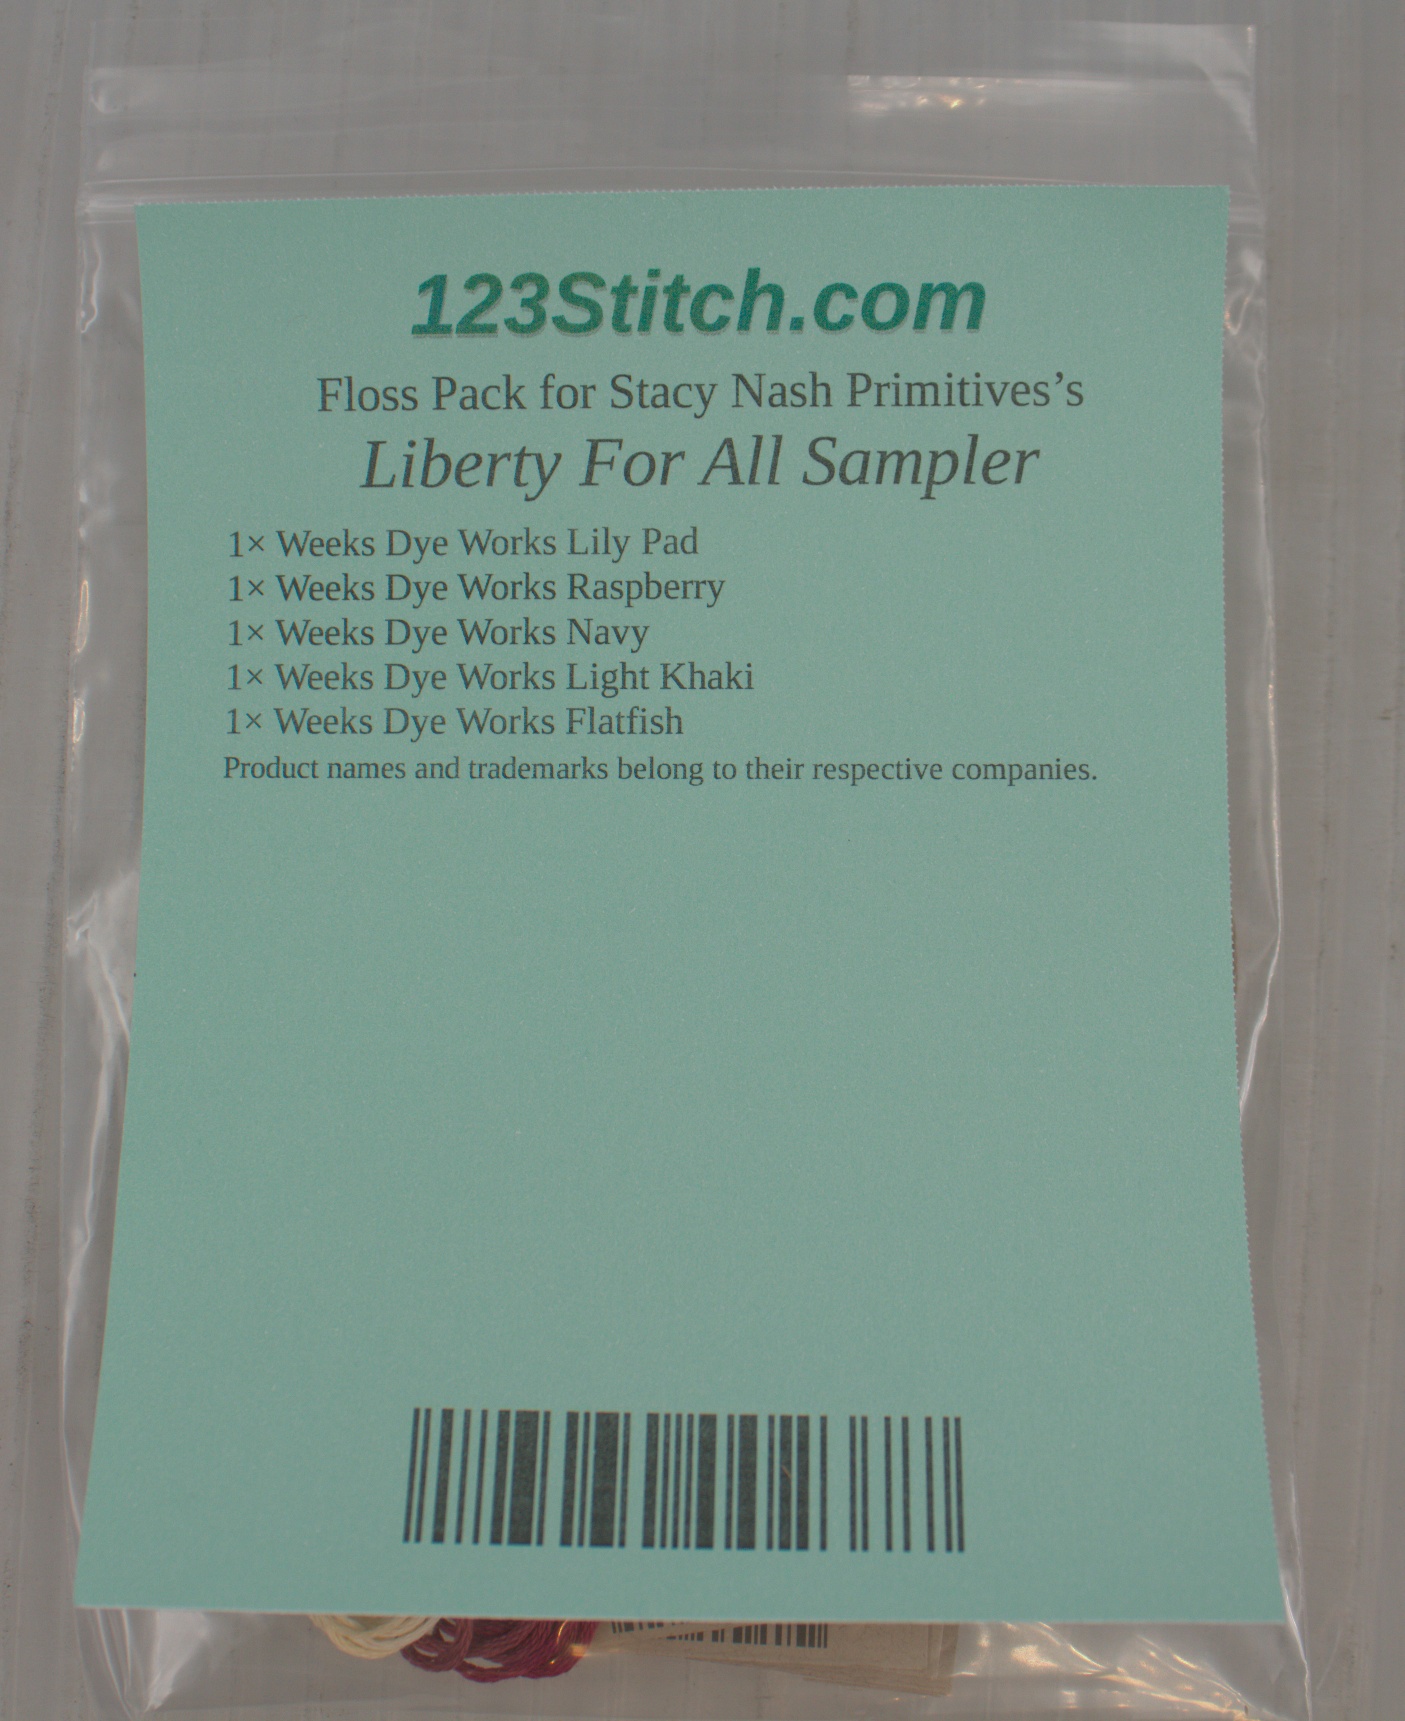 123Stitch.com
Floss Pack for Stacy Nash Primitives’s
Liberty For All Sampler
1× Weeks Dye Works Lily Pad
1× Weeks Dye Works Raspberry
1× Weeks Dye Works Navy
1× Weeks Dye Works Light Khaki
1× Weeks Dye Works Flatfish
Product names and trademarks belong to their respective companies.